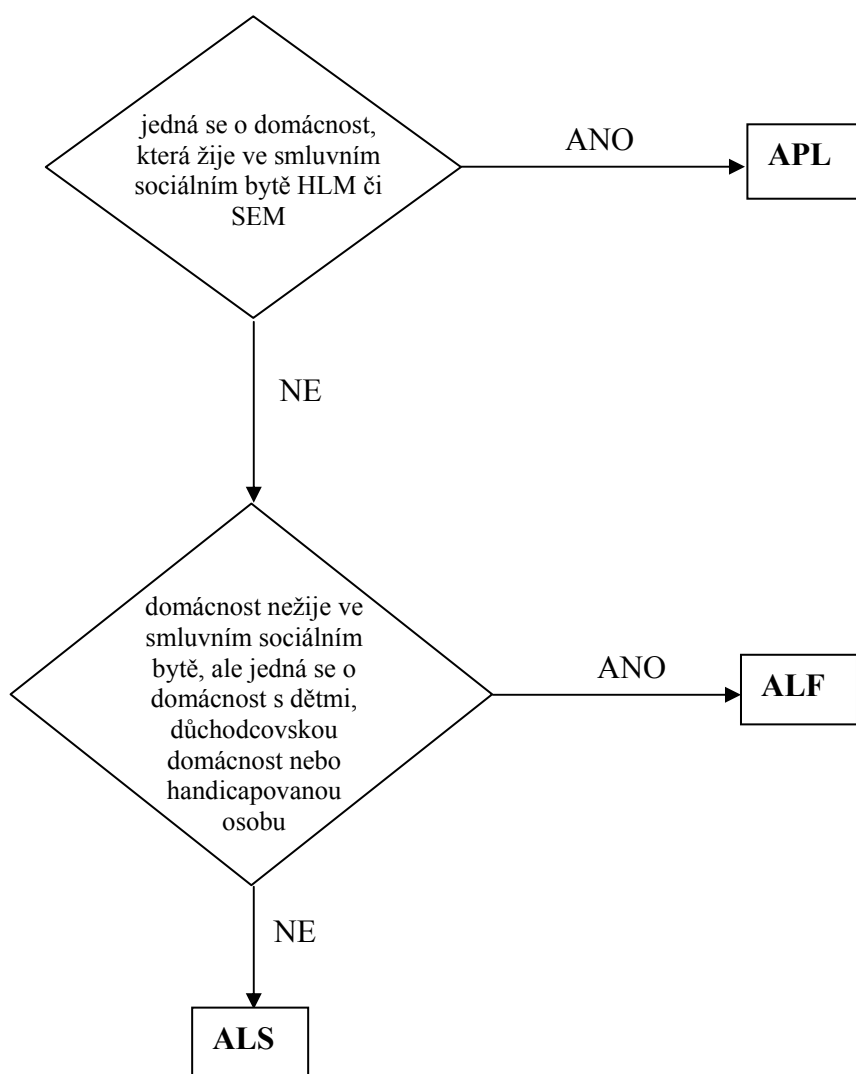 jedná se o domácnost,
která žije ve smluvním
sociálním bytě HLM či
SEM
ANO
APL
NE
domácnost nežije ve
smluvním sociálním
bytě, ale jedná se o
domácnost s dětmi,
důchodcovskou
domácnost nebo
handicapovanou
osobu
ANO
ALF
NE
ALS